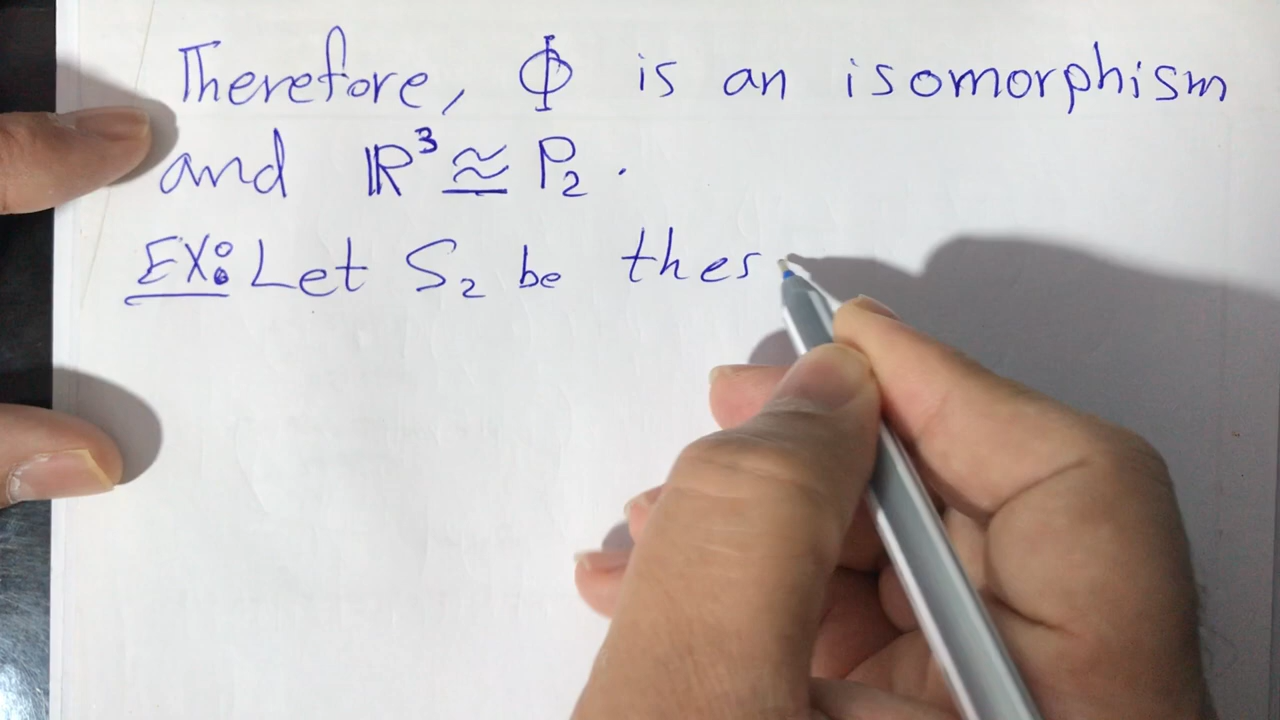 Therefore, Φ is an isomorphism
and ℝ³ ≅ P₂ .
EX: Let S₂ be thes